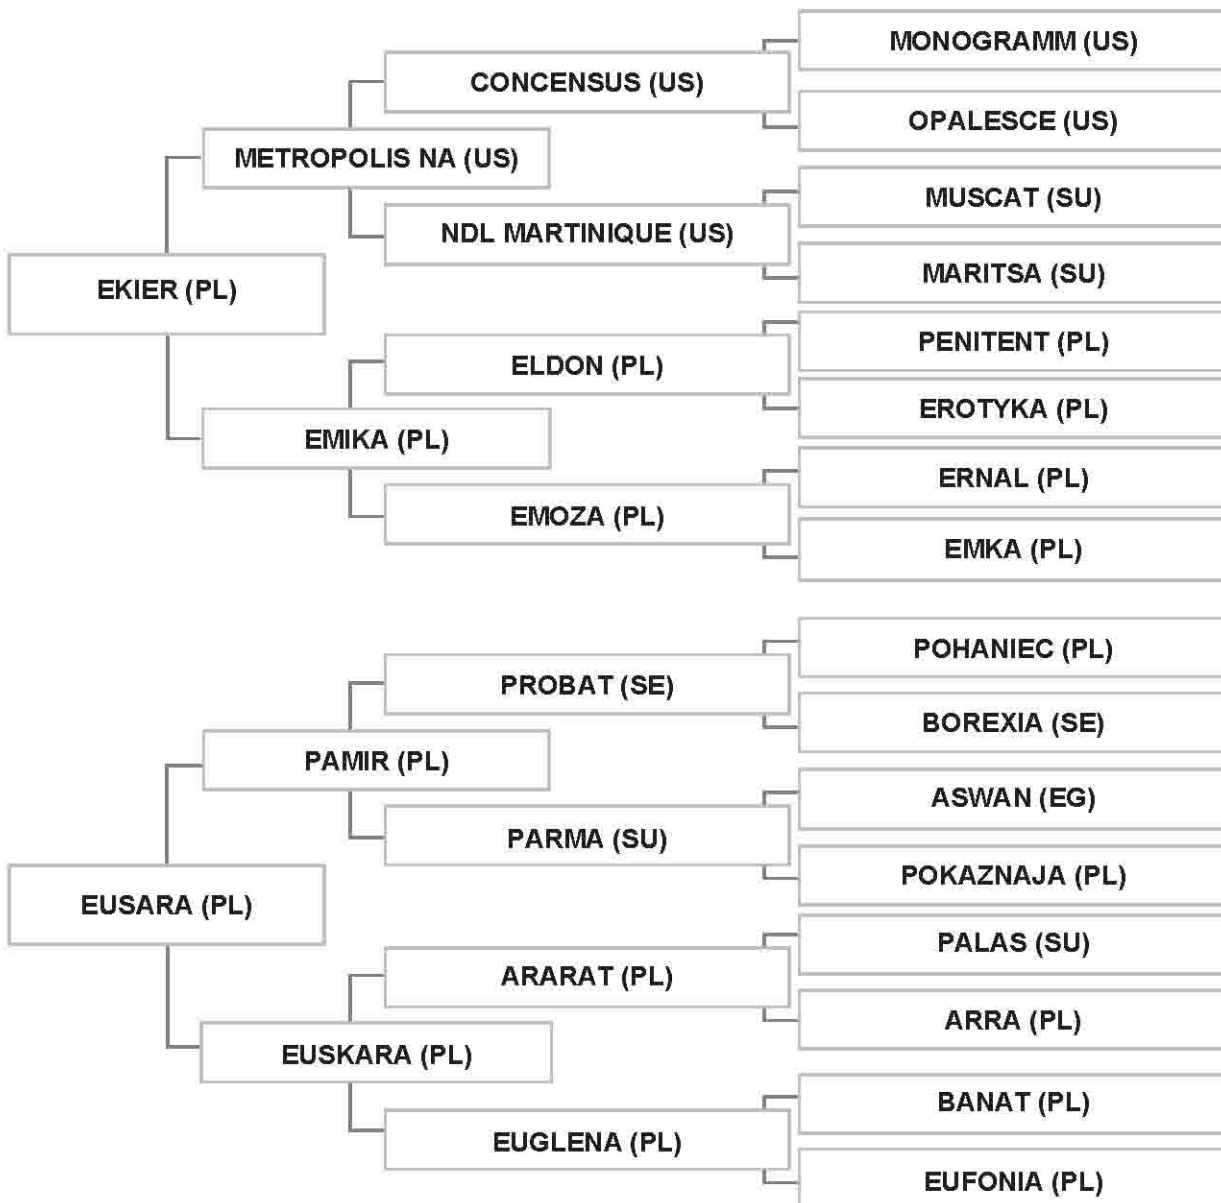 MONOGRAMM (US)
CONCENSUS (US)
OPALESCE (US)
METROPOLIS NA (US)
MUSCAT (SU)
NDL MARTINIQUE (US)
MARITSA (SU)
EKIER (PL)
PENITENT (PL)
ELDON (PL)
EROTYKA (PL)
EMIKA (PL)
ERNAL (PL)
EMOZA (PL)
EMKA (PL)
POHANIEC (PL)
PROBAT (SE)
BOREXIA (SE)
PAMIR (PL)
ASWAN (EG)
PARMA (SU)
POKAZNAJA (PL)
EUSARA (PL)
PALAS (SU)
ARARAT (PL)
ARRA (PL)
EUSKARA (PL)
BANAT (PL)
EUGLENA (PL)
EUFONIA (PL)